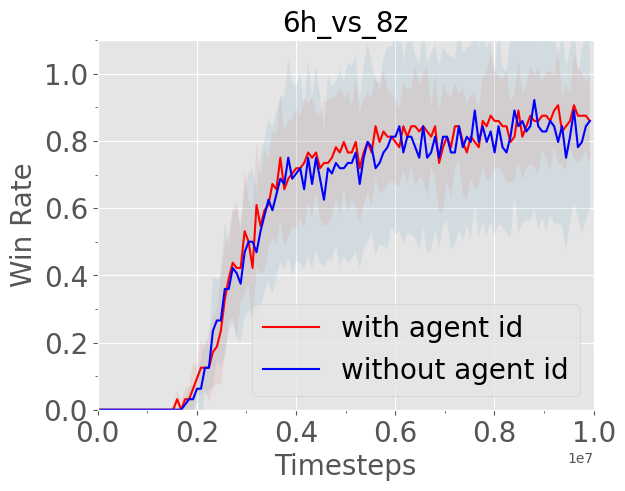 6h_vs_8z
Win Rate
1.0
0.8
0.6
0.4
0.2
0.0
with agent id
without agent id
0.0 0.2 0.4 0.6 0.8 1.0
Timesteps
1e7